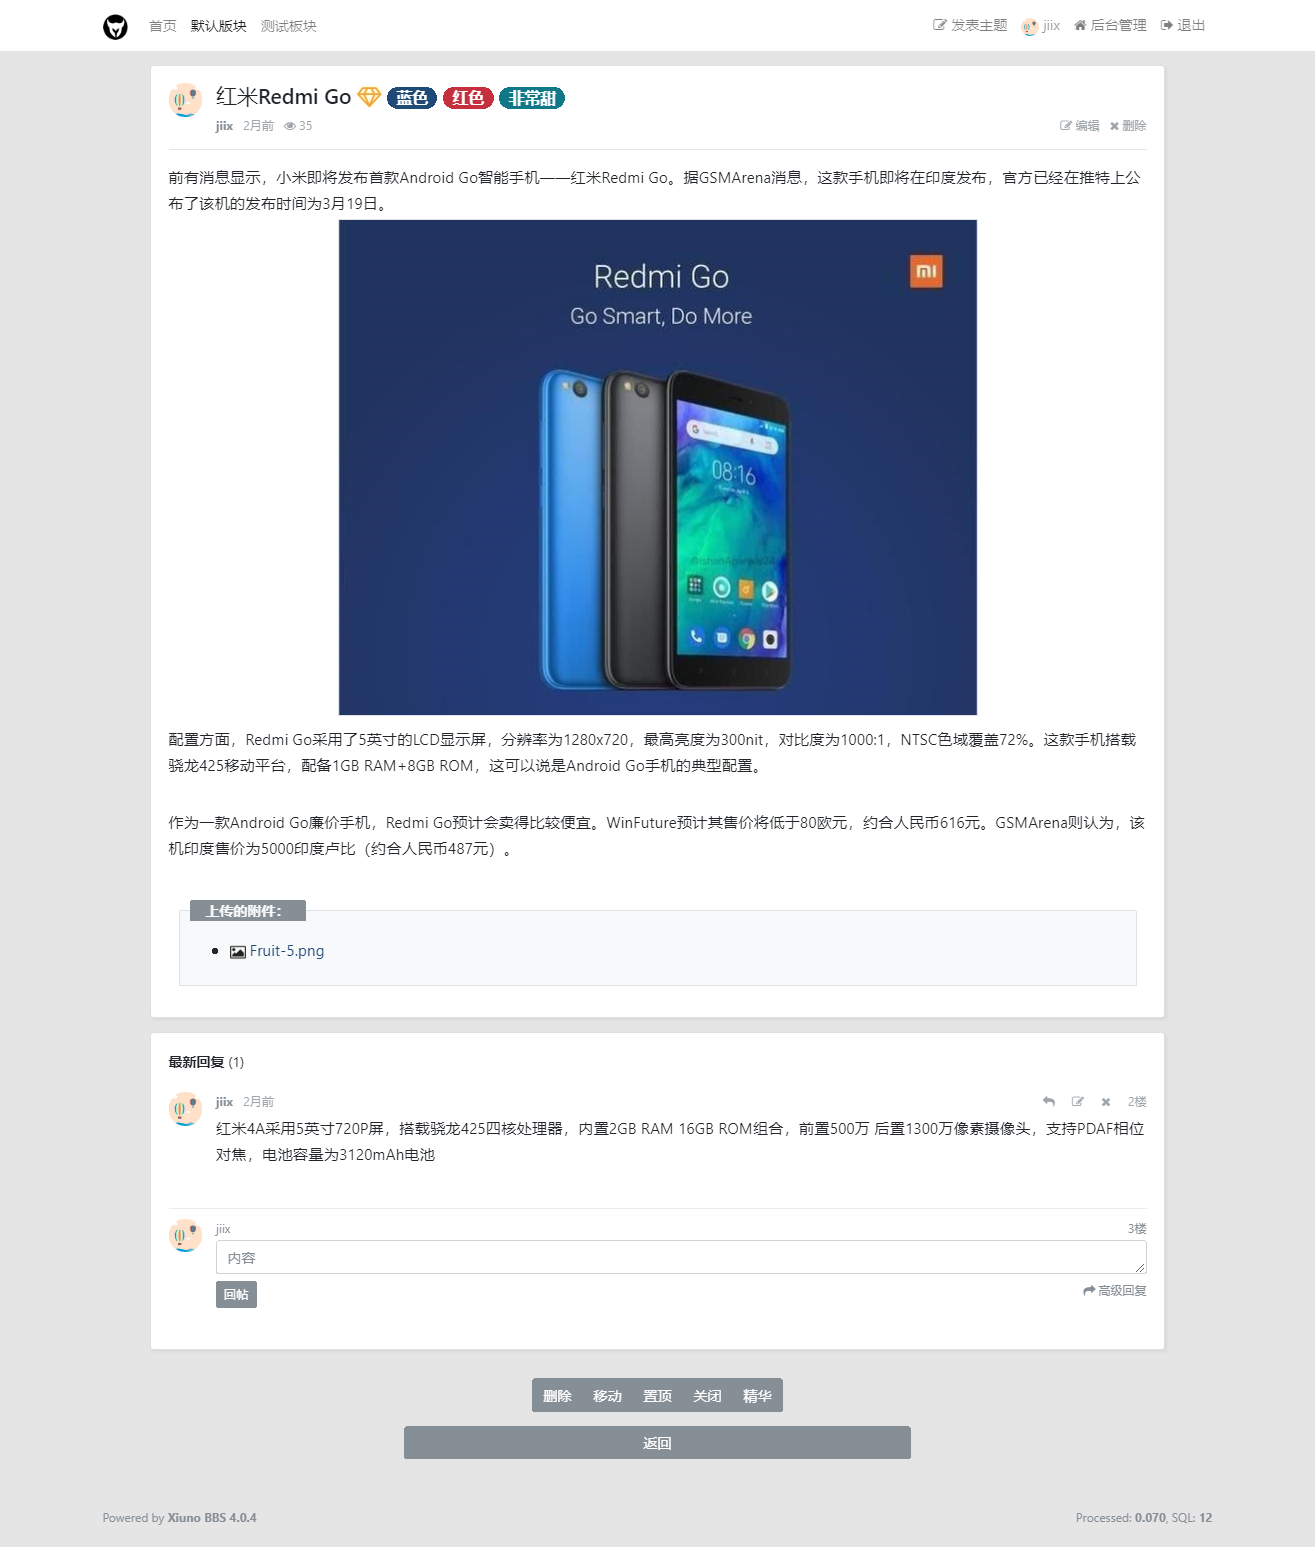 首页 默认版块 测试板块 发表主题 jiix 后台管理 退出
红米Redmi Go 蓝色 红色 非常甜
jiix 2月前 35 编辑 删除
前有消息显示，小米即将发布首款Android Go智能手机——红米Redmi Go。据GSMArena消息，这款手机即将在印度发布，官方已经在推特上公
布了该机的发布时间为3月19日。
Redmi Go
Go Smart, Do More
08:16
配置方面，Redmi Go采用了5英寸的LCD显示屏，分辨率为1280x720，最高亮度为300nit，对比度为1000:1，NTSC色域覆盖72%。这款手机搭载
骁龙425移动平台，配备1GB RAM+8GB ROM，这可以说是Android Go手机的典型配置。
作为一款Android Go廉价手机，Redmi Go预计会卖得比较便宜。WinFuture预计其售价将低于80欧元，约合人民币616元。GSMArena则认为，该
机印度售价为5000印度卢比（约合人民币487元）。
上传的附件：
Fruit-5.png
最新回复 (1)
jiix 2月前 2楼
红米4A采用5英寸720P屏，搭载骁龙425四核处理器，内置2GB RAM 16GB ROM组合，前置500万 后置1300万像素摄像头，支持PDAF相位
对焦，电池容量为3120mAh电池
jiix 3楼
内容
回帖 高级回复
删除 移动 置顶 关闭 精华
返回
Powered by Xiuno BBS 4.0.4 Processed: 0.070, SQL: 12